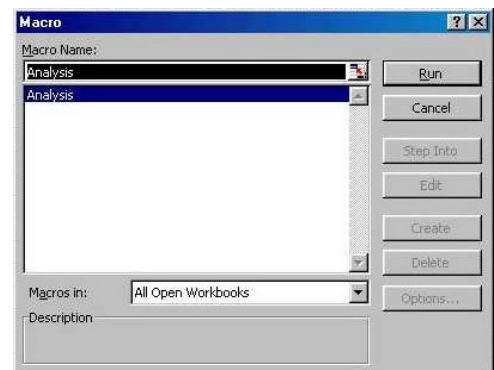 Macro
Macro Name:
Analysis
Analysis
Run
Cancel
Step Into
Edit
Create
Delete
Macros in: All Open Workbooks
Options...
Description